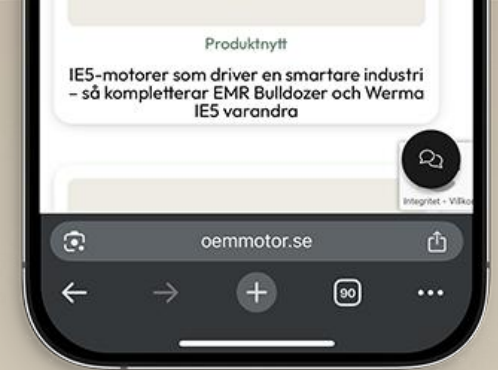 Produktnytt
IE5-motorer som driver en smartare industri
– så kompletterar EMR Bulldozer och Werma
IE5 varandra
Integritet - Villkor
oemmotor.se
90